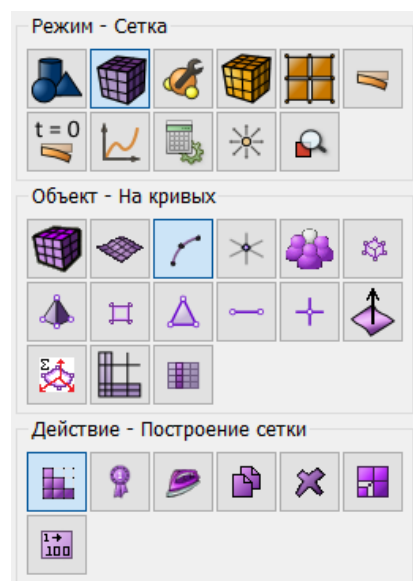 Режим - Сетка
t = 0
Объект - На кривых
Σ
Действие - Построение сетки
1→
100